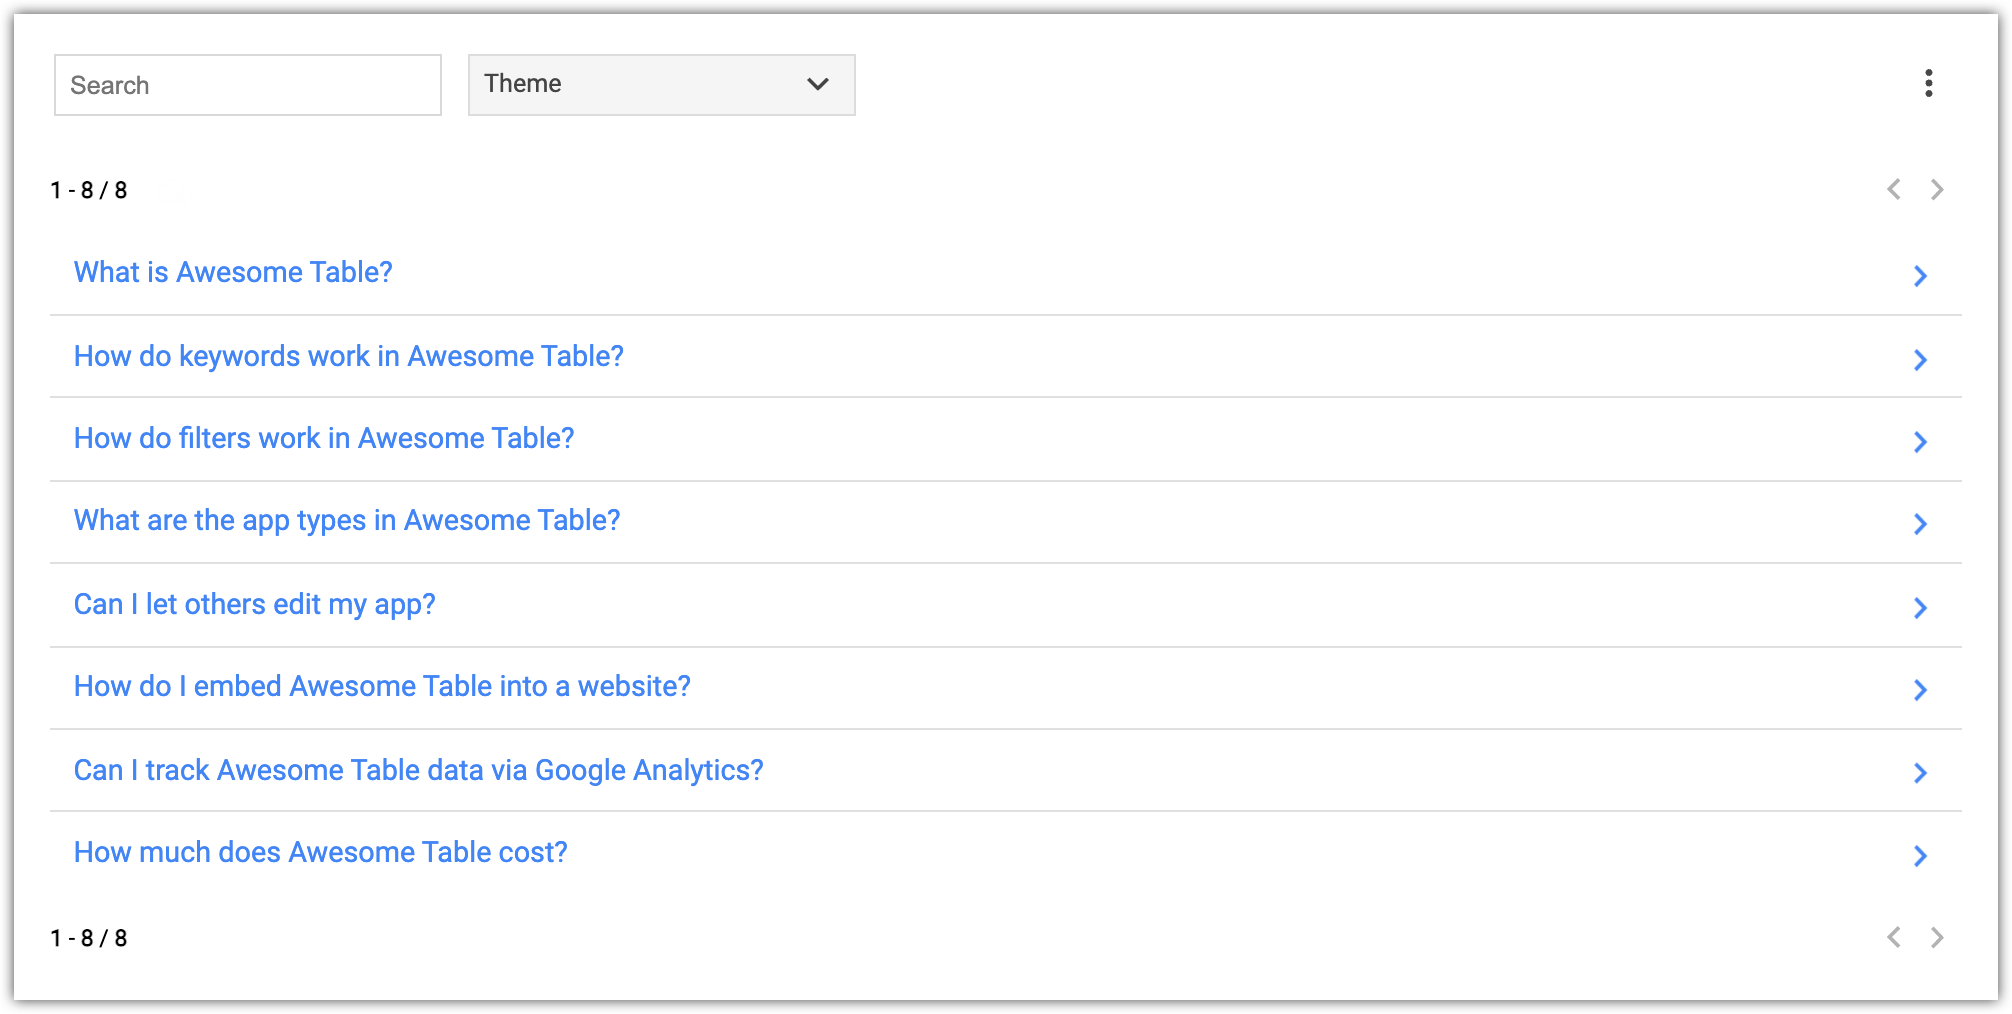 Search
Theme
1 - 8 / 8
What is Awesome Table?
How do keywords work in Awesome Table?
How do filters work in Awesome Table?
What are the app types in Awesome Table?
Can I let others edit my app?
How do I embed Awesome Table into a website?
Can I track Awesome Table data via Google Analytics?
How much does Awesome Table cost?
1 - 8 / 8